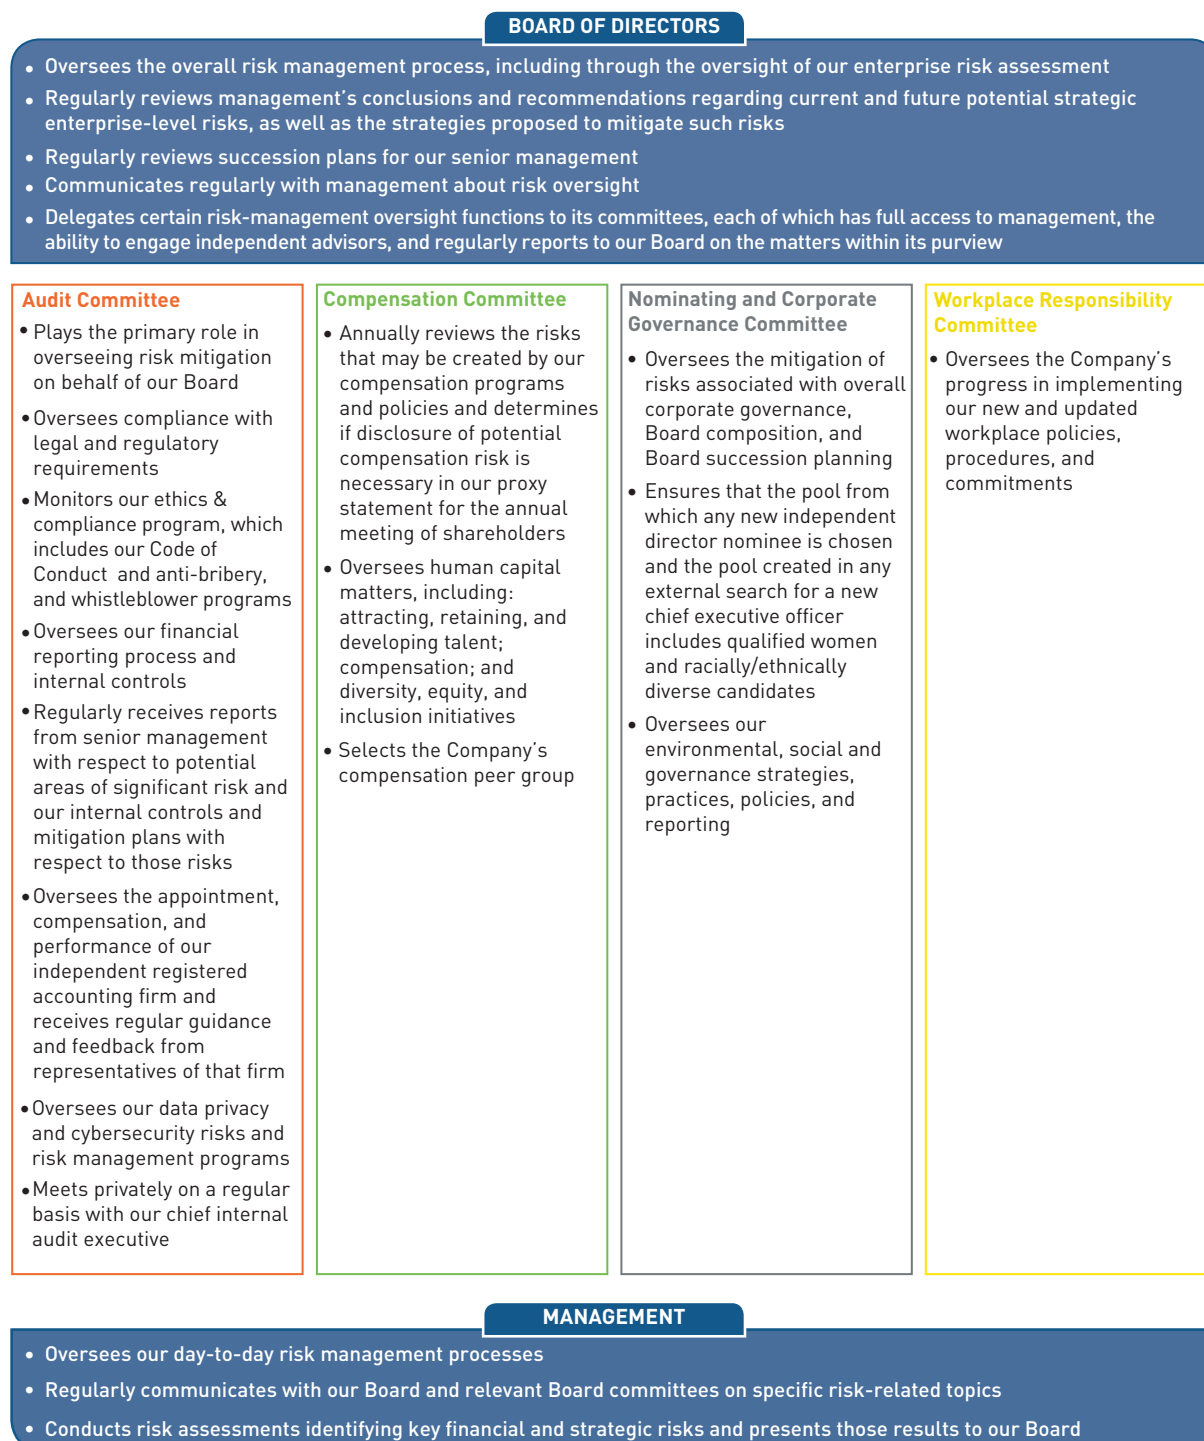 BOARD OF DIRECTORS
• Oversees the overall risk management process, including through the oversight of our enterprise risk assessment
• Regularly reviews management’s conclusions and recommendations regarding current and future potential strategic
enterprise-level risks, as well as the strategies proposed to mitigate such risks
• Regularly reviews succession plans for our senior management
• Communicates regularly with management about risk oversight
• Delegates certain risk-management oversight functions to its committees, each of which has full access to management, the
ability to engage independent advisors, and regularly reports to our Board on the matters within its purview
Audit Committee
• Plays the primary role in
overseeing risk mitigation
on behalf of our Board
• Oversees compliance with
legal and regulatory
requirements
• Monitors our ethics &
compliance program, which
includes our Code of
Conduct and anti-bribery,
and whistleblower programs
• Oversees our financial
reporting process and
internal controls
• Regularly receives reports
from senior management
with respect to potential
areas of significant risk and
our internal controls and
mitigation plans with
respect to those risks
• Oversees the appointment,
compensation, and
performance of our
independent registered
accounting firm and
receives regular guidance
and feedback from
representatives of that firm
• Oversees our data privacy
and cybersecurity risks and
risk management programs
• Meets privately on a regular
basis with our chief internal
audit executive
Compensation Committee
• Annually reviews the risks
that may be created by our
compensation programs
and policies and determines
if disclosure of potential
compensation risk is
necessary in our proxy
statement for the annual
meeting of shareholders
• Oversees human capital
matters, including:
attracting, retaining, and
developing talent;
compensation; and
diversity, equity, and
inclusion initiatives
• Selects the Company’s
compensation peer group
Nominating and Corporate
Governance Committee
• Oversees the mitigation of
risks associated with overall
corporate governance,
Board composition, and
Board succession planning
• Ensures that the pool from
which any new independent
director nominee is chosen
and the pool created in any
external search for a new
chief executive officer
includes qualified women
and racially/ethnically
diverse candidates
• Oversees our
environmental, social and
governance strategies,
practices, policies, and
reporting
Workplace Responsibility
Committee
• Oversees the Company’s
progress in implementing
our new and updated
workplace policies,
procedures, and
commitments
MANAGEMENT
• Oversees our day-to-day risk management processes
• Regularly communicates with our Board and relevant Board committees on specific risk-related topics
• Conducts risk assessments identifying key financial and strategic risks and presents those results to our Board